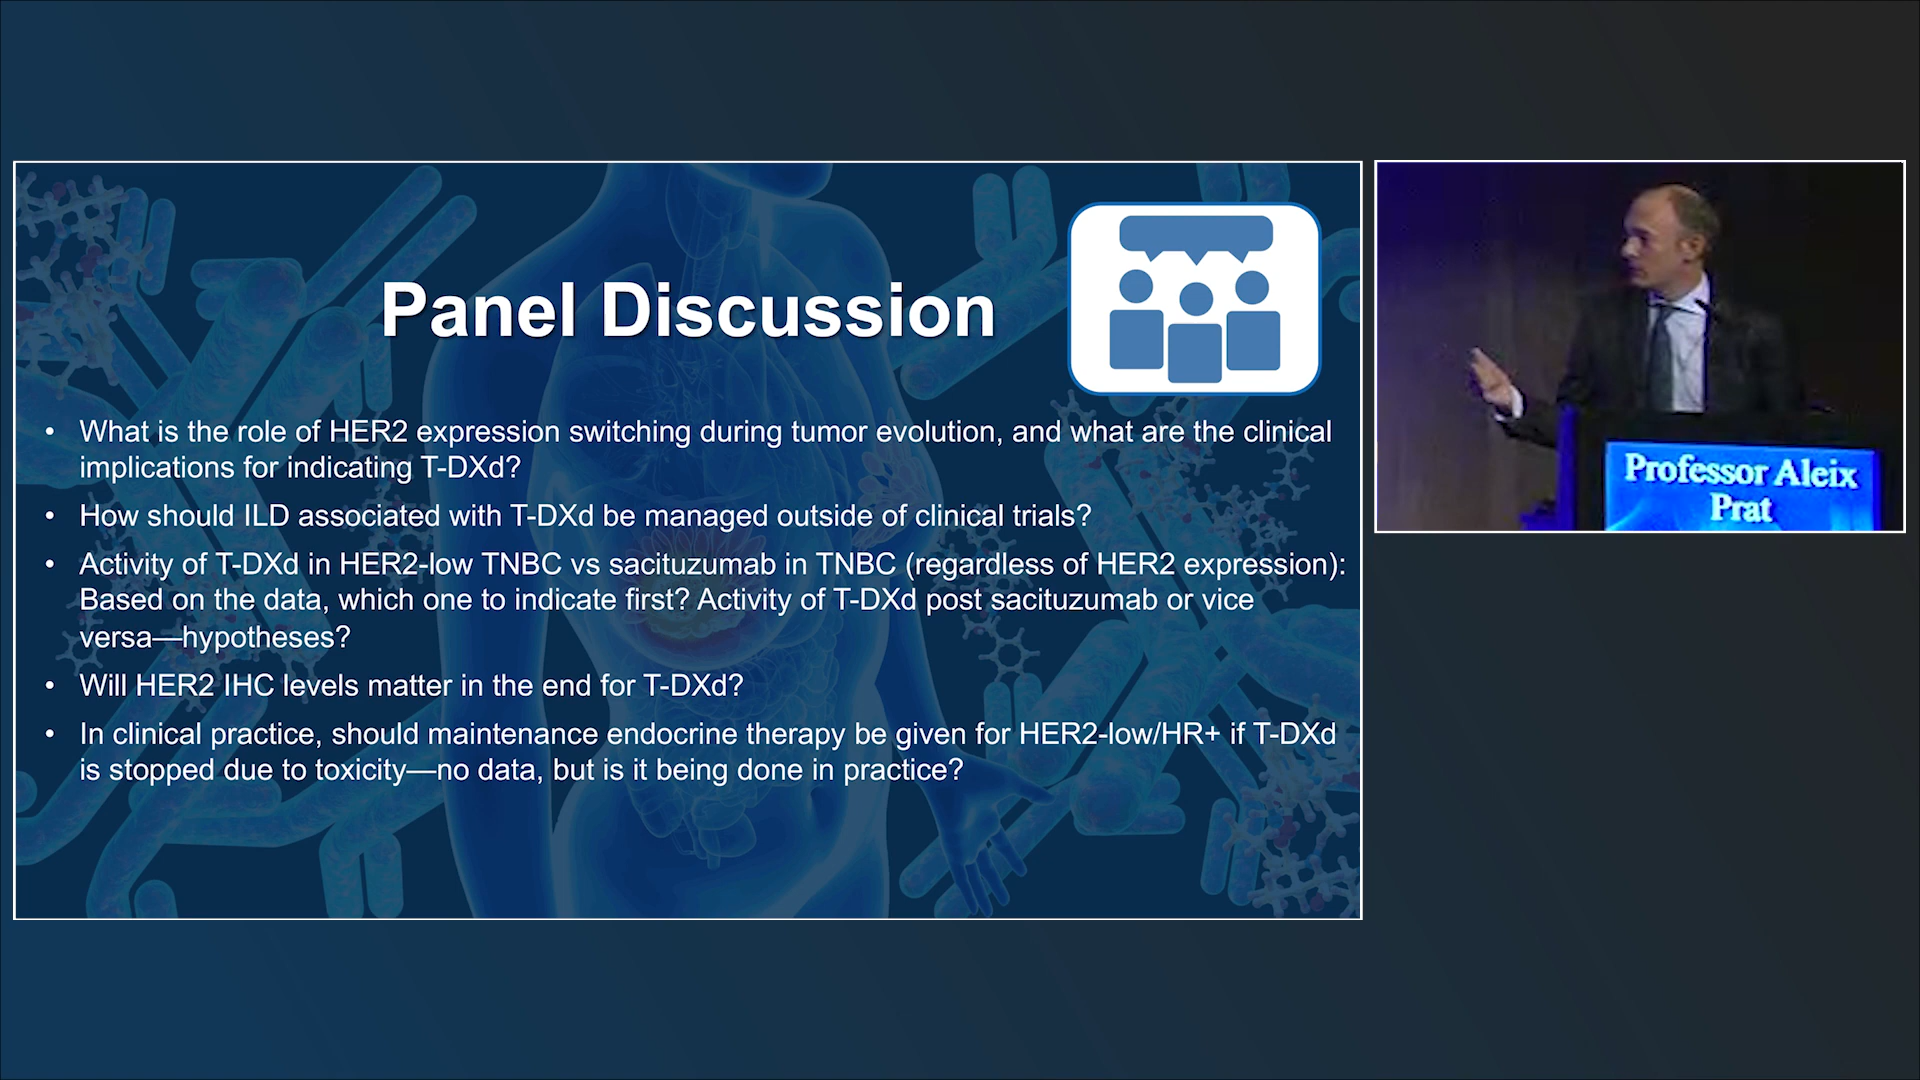 Panel Discussion
• What is the role of HER2 expression switching during tumor evolution, and what are the clinical
implications for indicating T-DXd?
• How should ILD associated with T-DXd be managed outside of clinical trials?
• Activity of T-DXd in HER2-low TNBC vs sacituzumab in TNBC (regardless of HER2 expression):
Based on the data, which one to indicate first? Activity of T-DXd post sacituzumab or vice
versa—hypotheses?
• Will HER2 IHC levels matter in the end for T-DXd?
• In clinical practice, should maintenance endocrine therapy be given for HER2-low/HR+ if T-DXd
is stopped due to toxicity—no data, but is it being done in practice?
Professor Aleix
Prat